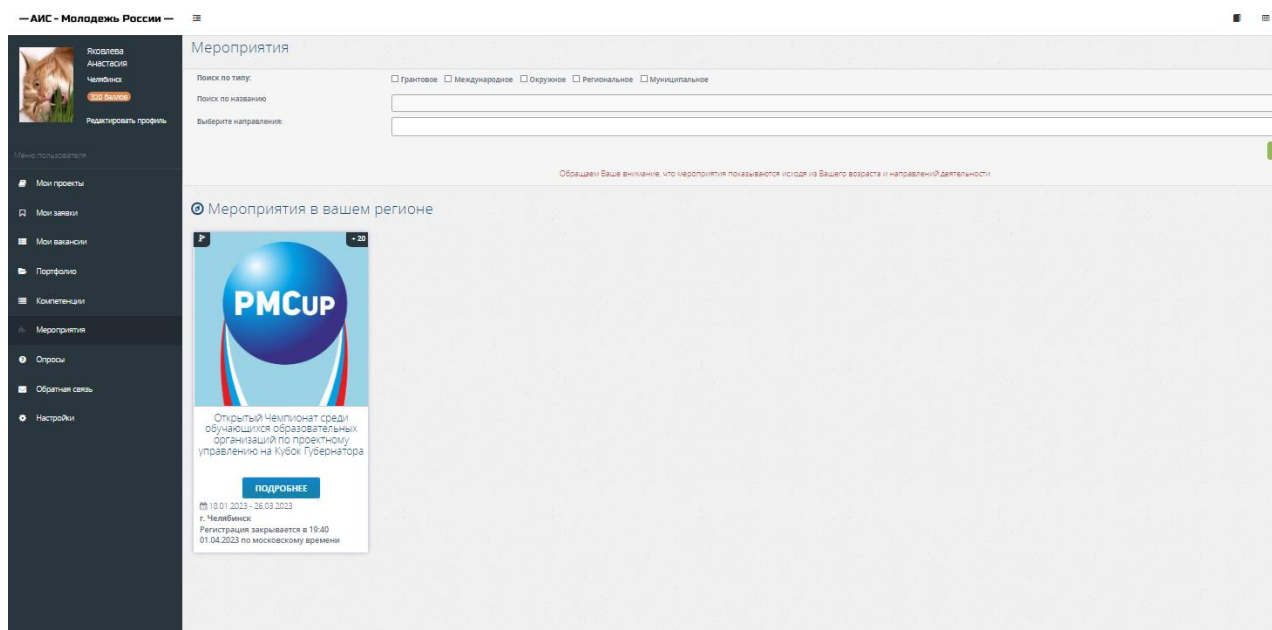 — АИС - Молодежь России —
Яковлева
Анастасия
Челябинск
320 баллов
Редактировать профиль
Меню пользователя
Мои проекты
Мои заявки
Мои вакансии
Портфолио
Компетенции
Мероприятия
Опросы
Обратная связь
Настройки
Мероприятия
Поиск по типу:
Грантовое Международное Окружное Региональное Муниципальное
Поиск по названию
Выберите направления:
Обращаем Ваше внимание, что мероприятия показываются исходя из Вашего возраста и направлений деятельности
Мероприятия в вашем регионе
+ 20
PMCUP
Открытый Чемпионат среди
обучающихся образовательных
организаций по проектному
управлению на Кубок Губернатора
ПОДРОБНЕЕ
18.01.2023 - 26.03.2023
г. Челябинск
Регистрация закрывается в 19:40
01.04.2023 по московскому времени